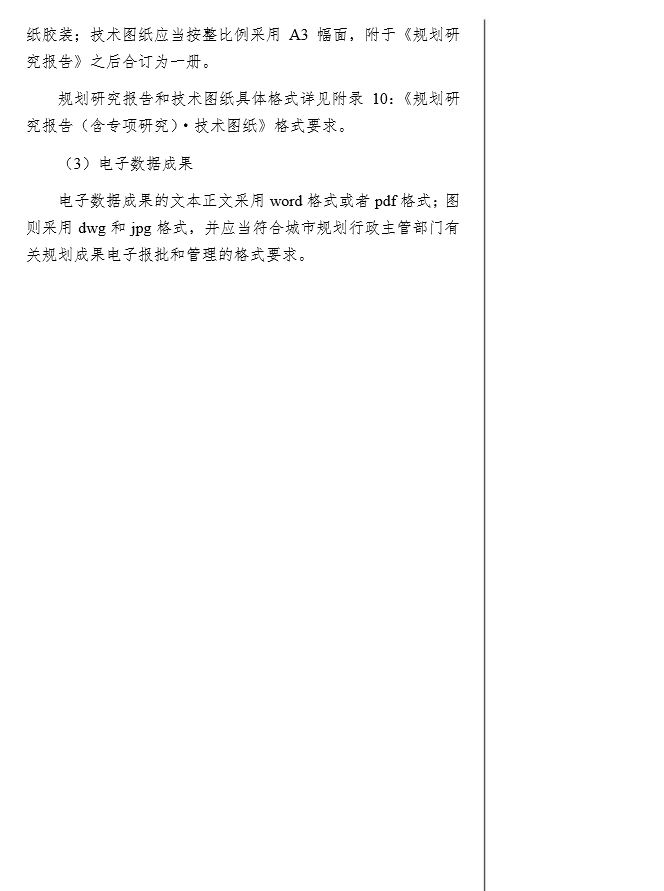 纸胶装；技术图纸应当按整比例采用 A3 幅面，附于《规划研
究报告》之后合订为一册。
规划研究报告和技术图纸具体格式详见附录 10：《规划研
究报告（含专项研究）·技术图纸》格式要求。
（3）电子数据成果
电子数据成果的文本正文采用 word 格式或者 pdf 格式；图
则采用 dwg 和 jpg 格式，并应当符合城市规划行政主管部门有
关规划成果电子报批和管理的格式要求。